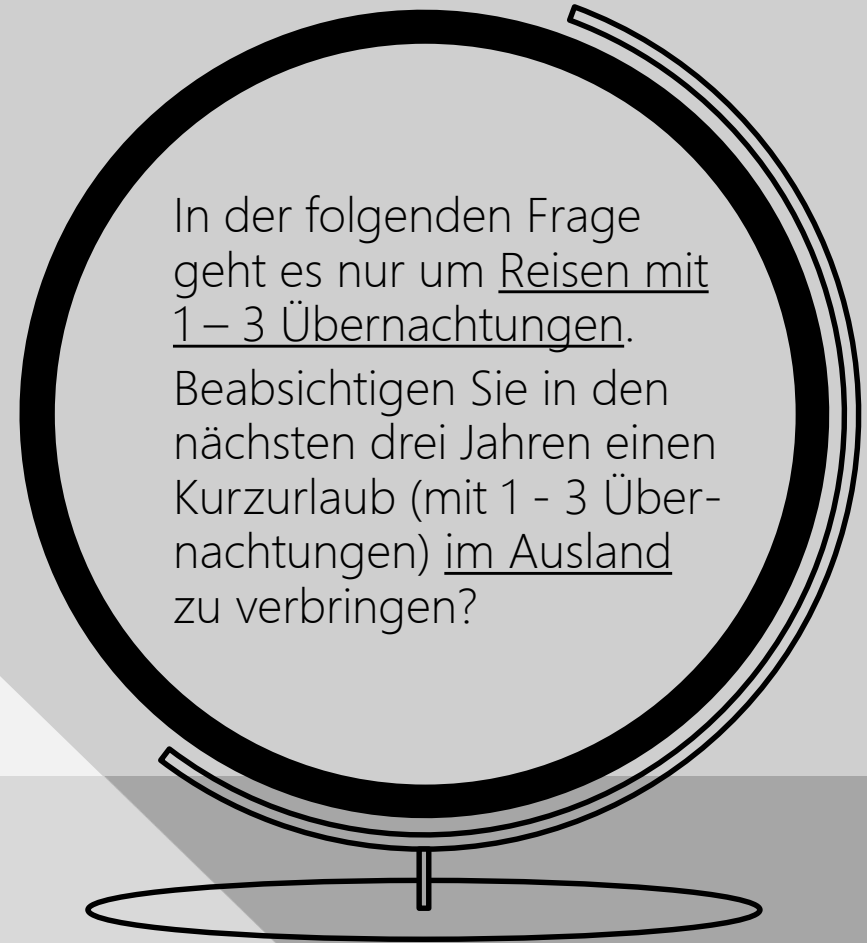 In der folgenden Frage
geht es nur um Reisen mit
1 – 3 Übernachtungen.
Beabsichtigen Sie in den
nächsten drei Jahren einen
Kurzurlaub (mit 1 - 3 Über-
nachtungen) im Ausland
zu verbringen?